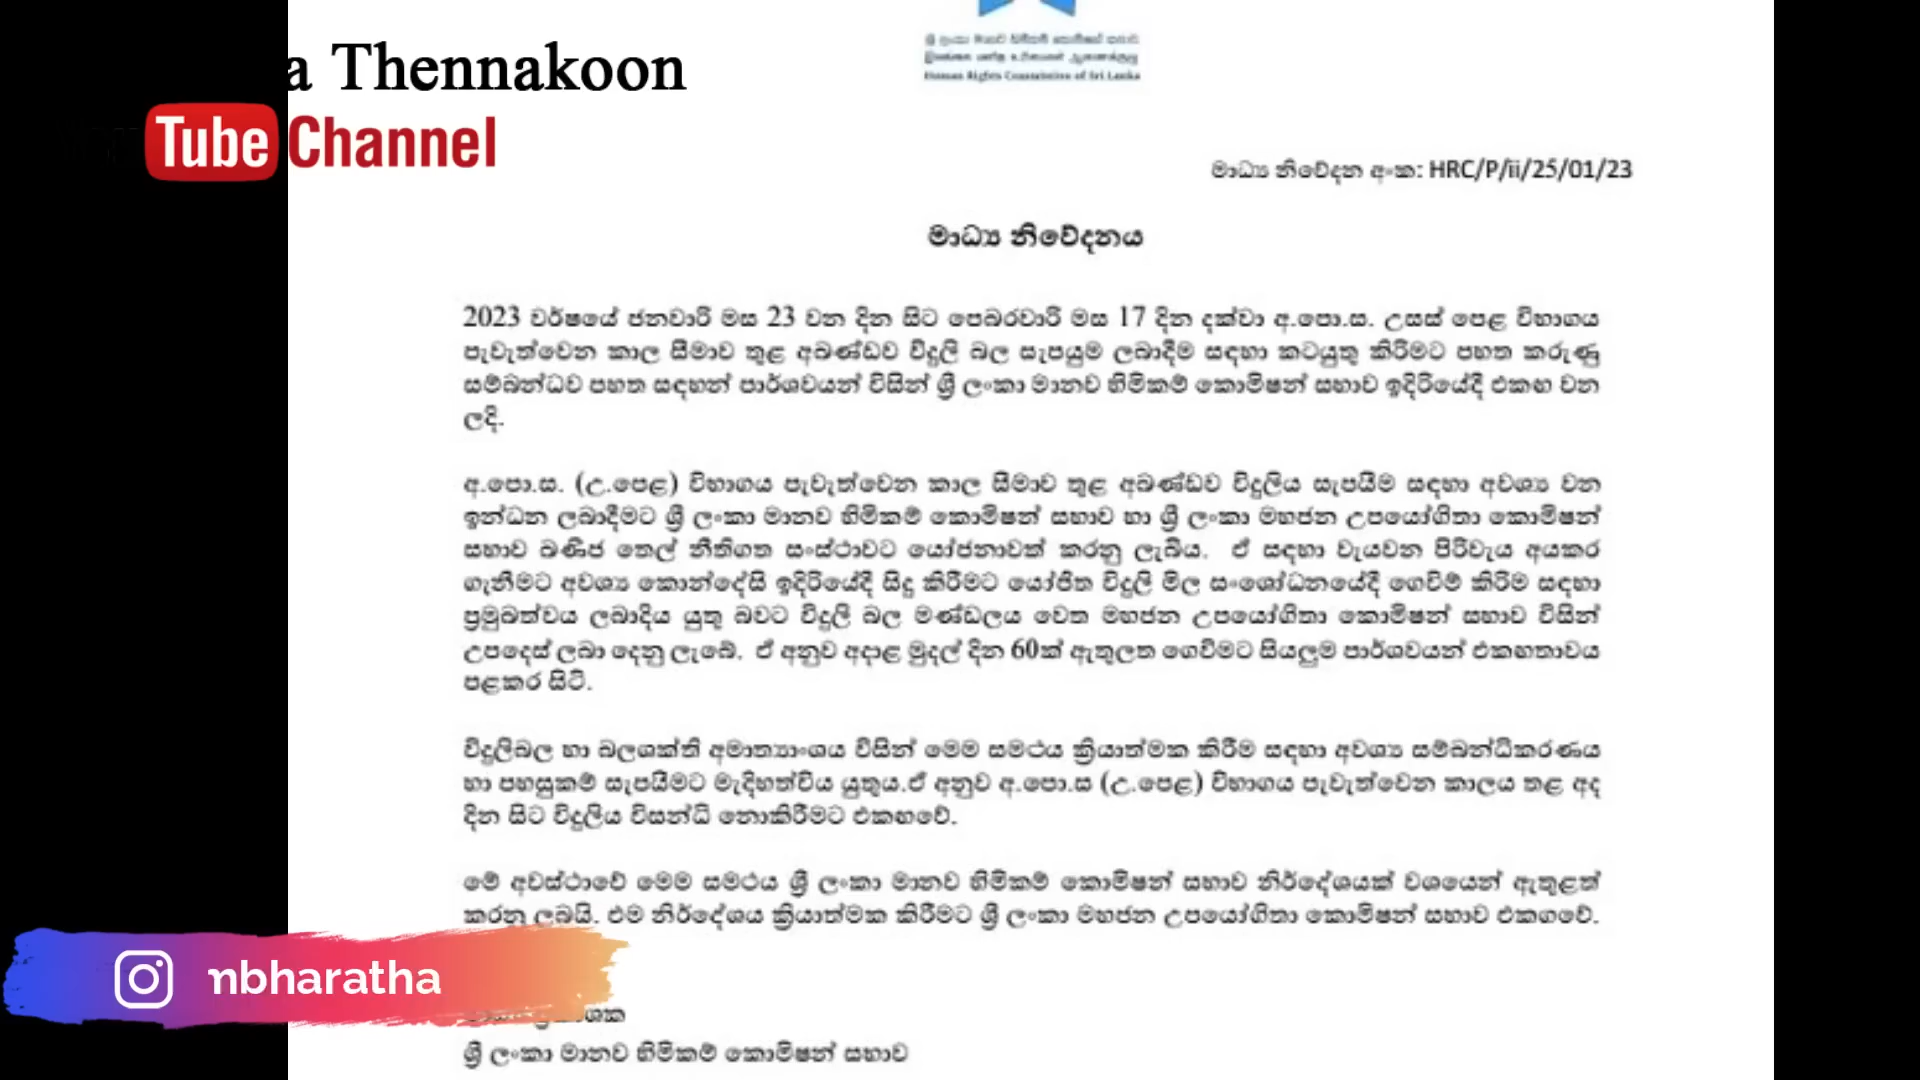 a Thennakoon
Tube Channel
ශ්‍රී ලංකා මානව හිමිකම් කොමිෂන් සභාව
இலங்கை மனித உரிமைகள் ஆணைக்குழு
Human Rights Commission of Sri Lanka
මාධ්‍ය නිවේදන අංක: HRC/P/ii/25/01/23
මාධ්‍ය නිවේදනය
2023 වර්ෂයේ ජනවාරි මස 23 වන දින සිට පෙබරවාරි මස 17 දින දක්වා අ.පො.ස. උසස් පෙළ විභාගය
පැවැත්වෙන කාල සීමාව තුළ අඛණ්ඩව විදුලි බල සැපයුම ලබාදීම සඳහා කටයුතු කිරීමට පහත කරුණු
සම්බන්ධව පහත සඳහන් පාර්ශවයන් විසින් ශ්‍රී ලංකා මානව හිමිකම් කොමිෂන් සභාව ඉදිරියේදී එකඟ වන
ලදි.
අ.පො.ස. (උ.පෙළ) විභාගය පැවැත්වෙන කාල සීමාව තුළ අඛණ්ඩව විදුලිය සැපයීම සඳහා අවශ්‍ය වන
ඉන්ධන ලබාදීමට ශ්‍රී ලංකා මානව හිමිකම් කොමිෂන් සභාව හා ශ්‍රී ලංකා මහජන උපයෝගිතා කොමිෂන්
සභාව ඛණිජ තෙල් නීතිගත සංස්ථාවට යෝජනාවක් කරනු ලැබීය. ඒ සඳහා වැයවන පිරිවැය අයකර
ගැනීමට අවශ්‍ය කොන්දේසි ඉදිරියේදී සිදු කිරීමට යෝජිත විදුලි මිල සංශෝධනයේදී ගෙවීම් කිරීම සඳහා
ප්‍රමුඛත්වය ලබාදිය යුතු බවට විදුලි බල මණ්ඩලය වෙත මහජන උපයෝගිතා කොමිෂන් සභාව විසින්
උපදෙස් ලබා දෙනු ලැබේ. ඒ අනුව අදාළ මුදල් දින 60ක් ඇතුලත ගෙවීමට සියලුම පාර්ශවයන් එකඟතාවය
පළකර සිටි.
විදුලිබල හා බලශක්ති අමාත්‍යාංශය විසින් මෙම සමථය ක්‍රියාත්මක කිරීම සඳහා අවශ්‍ය සම්බන්ධීකරණය
හා පහසුකම් සැපයීමට මැදිහත්විය යුතුය.ඒ අනුව අ.පො.ස (උ.පෙළ) විභාගය පැවැත්වෙන කාලය තළ අද
දින සිට විදුලිය විසන්ධි නොකිරීමට එකඟවේ.
මේ අවස්ථාවේ මෙම සමථය ශ්‍රී ලංකා මානව හිමිකම් කොමිෂන් සභාව නිර්දේශයක් වශයෙන් ඇතුළත්
කරනු ලබයි. එම නිර්දේශය ක්‍රියාත්මක කිරීමට ශ්‍රී ලංකා මහජන උපයෝගිතා කොමිෂන් සභාව එකගවේ.
nbharatha
ශ්‍රී ලංකා මානව හිමිකම් කොමිෂන් සභාව